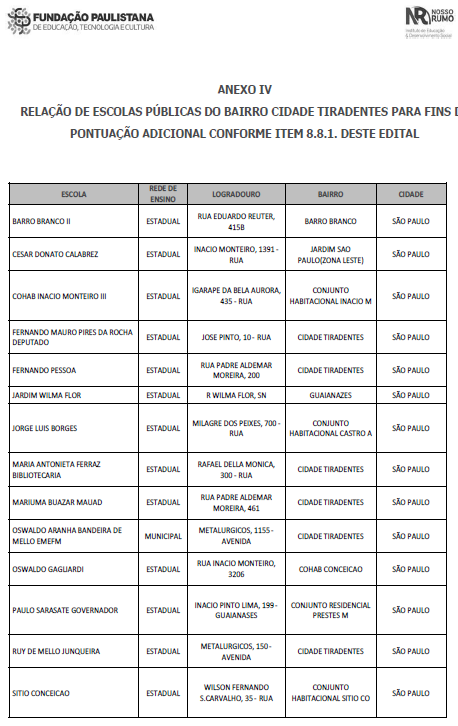 FUNDAÇÃO PAULISTANA
DE EDUCAÇÃO, TECNOLOGIA E CULTURA
NR NOSSO
RUMO
Instituto de Educação
& Desenvolvimento Social
ANEXO IV
RELAÇÃO DE ESCOLAS PÚBLICAS DO BAIRRO CIDADE TIRADENTES PARA FINS D
PONTUAÇÃO ADICIONAL CONFORME ITEM 8.8.1. DESTE EDITAL
ESCOLA REDE DE ENSINO LOGRADOURO BAIRRO CIDADE
BARRO BRANCO II ESTADUAL RUA EDUARDO REUTER, 415B BARRO BRANCO SÃO PAULO
CESAR DONATO CALABREZ ESTADUAL INACIO MONTEIRO, 1391 - RUA JARDIM SAO PAULO(ZONA LESTE) SÃO PAULO
COHAB INACIO MONTEIRO III ESTADUAL IGARAPE DA BELA AURORA, 435 - RUA CONJUNTO HABITACIONAL INACIO M SÃO PAULO
FERNANDO MAURO PIRES DA ROCHA DEPUTADO ESTADUAL JOSE PINTO, 10 - RUA CIDADE TIRADENTES SÃO PAULO
FERNANDO PESSOA ESTADUAL RUA PADRE ALDEMAR MOREIRA, 200 CIDADE TIRADENTES SÃO PAULO
JARDIM WILMA FLOR ESTADUAL R WILMA FLOR, SN GUAIANAZES SÃO PAULO
JORGE LUIS BORGES ESTADUAL MILAGRE DOS PEIXES, 700 - RUA CONJUNTO HABITACIONAL CASTRO A SÃO PAULO
MARIA ANTONIETA FERRAZ BIBLIOTECARIA ESTADUAL RAFAEL DELLA MONICA, 300 - RUA CIDADE TIRADENTES SÃO PAULO
MARIUMA BUAZAR MAUAD ESTADUAL RUA PADRE ALDEMAR MOREIRA, 461 CIDADE TIRADENTES SÃO PAULO
OSWALDO ARANHA BANDEIRA DE MELLO EMEFM MUNICIPAL METALURGICOS, 1155 - AVENIDA CIDADE TIRADENTES SÃO PAULO
OSWALDO GAGLIARDI ESTADUAL RUA INACIO MONTEIRO, 3206 COHAB CONCEICAO SÃO PAULO
PAULO SARASATE GOVERNADOR ESTADUAL INACIO PINTO LIMA, 199 - GUAIANASES CONJUNTO RESIDENCIAL PRESTES M SÃO PAULO
RUY DE MELLO JUNQUEIRA ESTADUAL METALURGICOS, 150 - AVENIDA CIDADE TIRADENTES SÃO PAULO
SITIO CONCEICAO ESTADUAL WILSON FERNANDO S.CARVALHO, 35 - RUA CONJUNTO HABITACIONAL SITIO CO SÃO PAULO